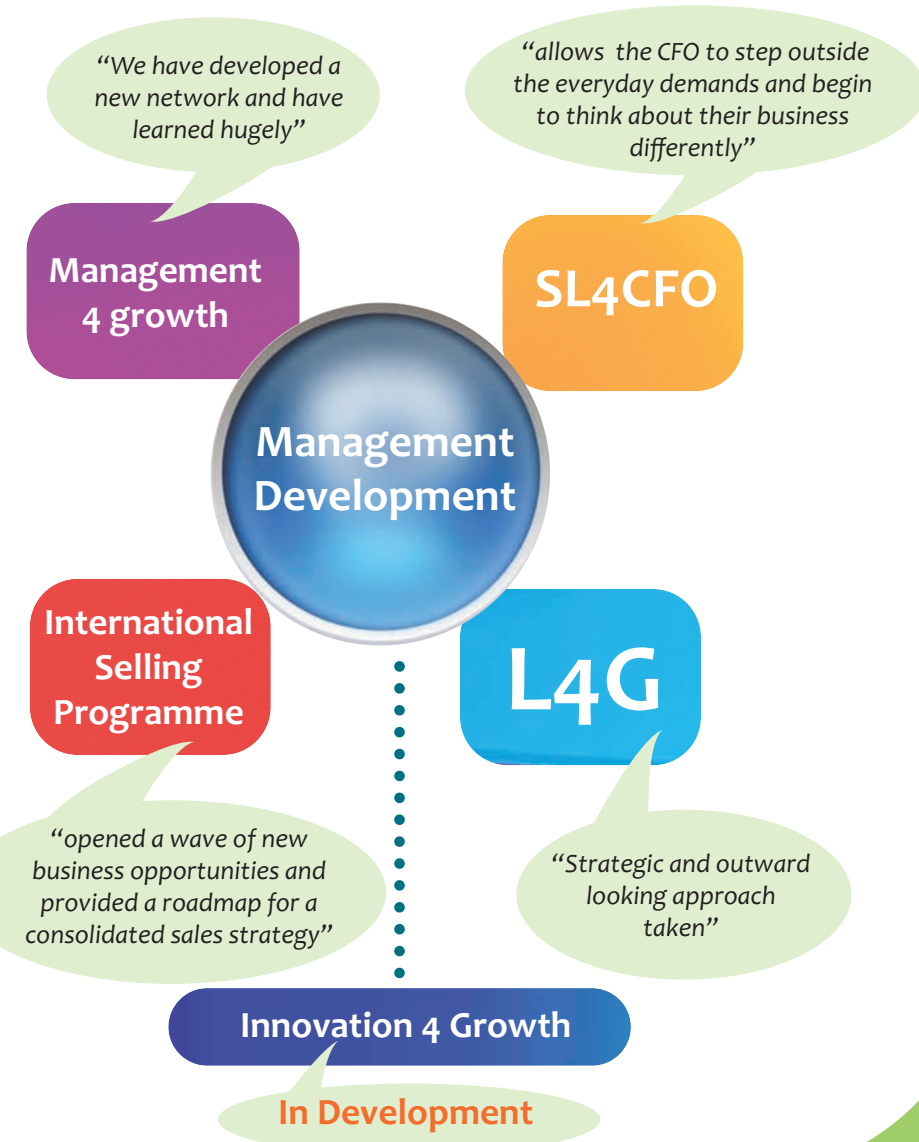 “We have developed a
new network and have
learned hugely”
“allows the CFO to step outside
the everyday demands and begin
to think about their business
differently”
Management
4 growth
SL4CFO
Management
Development
International
Selling
Programme
L4G
“opened a wave of new
business opportunities and
provided a roadmap for a
consolidated sales strategy”
“Strategic and outward
looking approach
taken”
Innovation 4 Growth
In Development